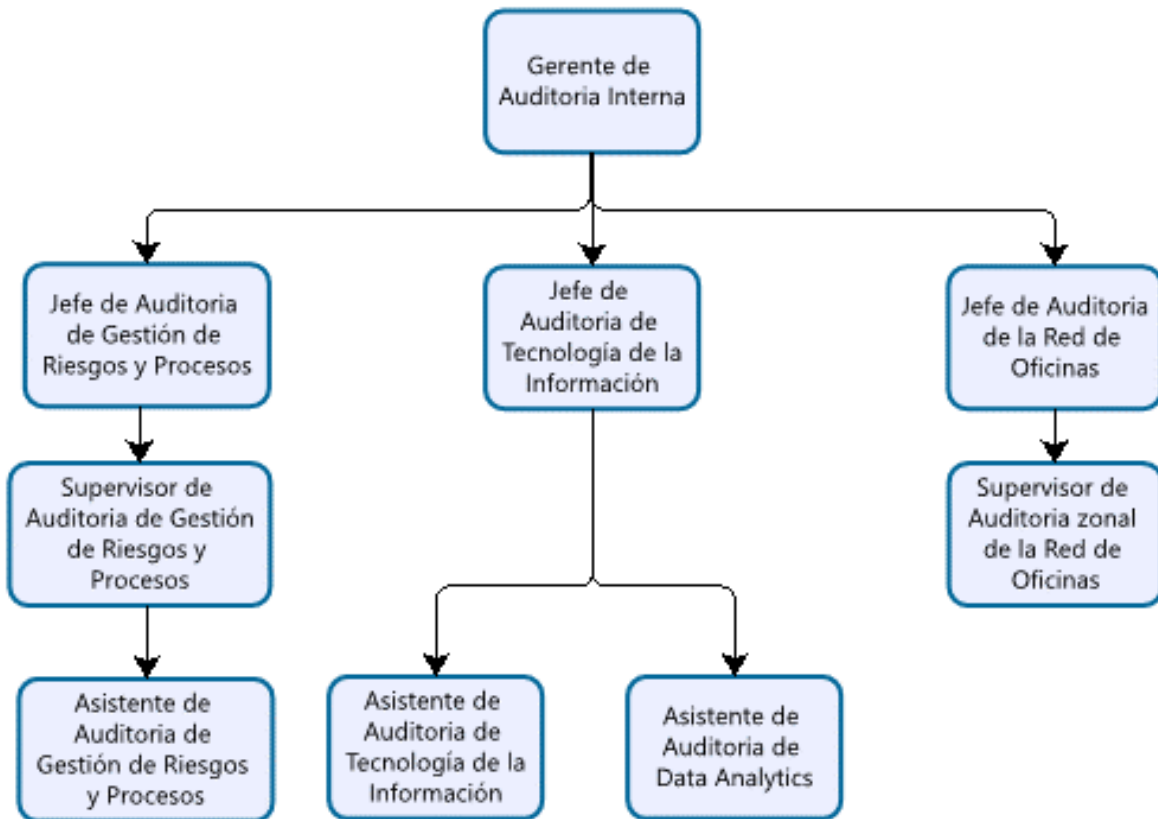 Gerente de
Auditoria Interna
Jefe de Auditoria
de Gestión de
Riesgos y Procesos
Jefe de
Auditoria de
Tecnología de la
Información
Jefe de Auditoria
de la Red de
Oficinas
Supervisor de
Auditoria de Gestión
de Riesgos y
Procesos
Supervisor de
Auditoria zonal
de la Red de
Oficinas
Asistente de
Auditoria de
Gestión de Riesgos
y Procesos
Asistente de
Auditoria de
Tecnología de la
Información
Asistente de
Auditoria de
Data Analytics